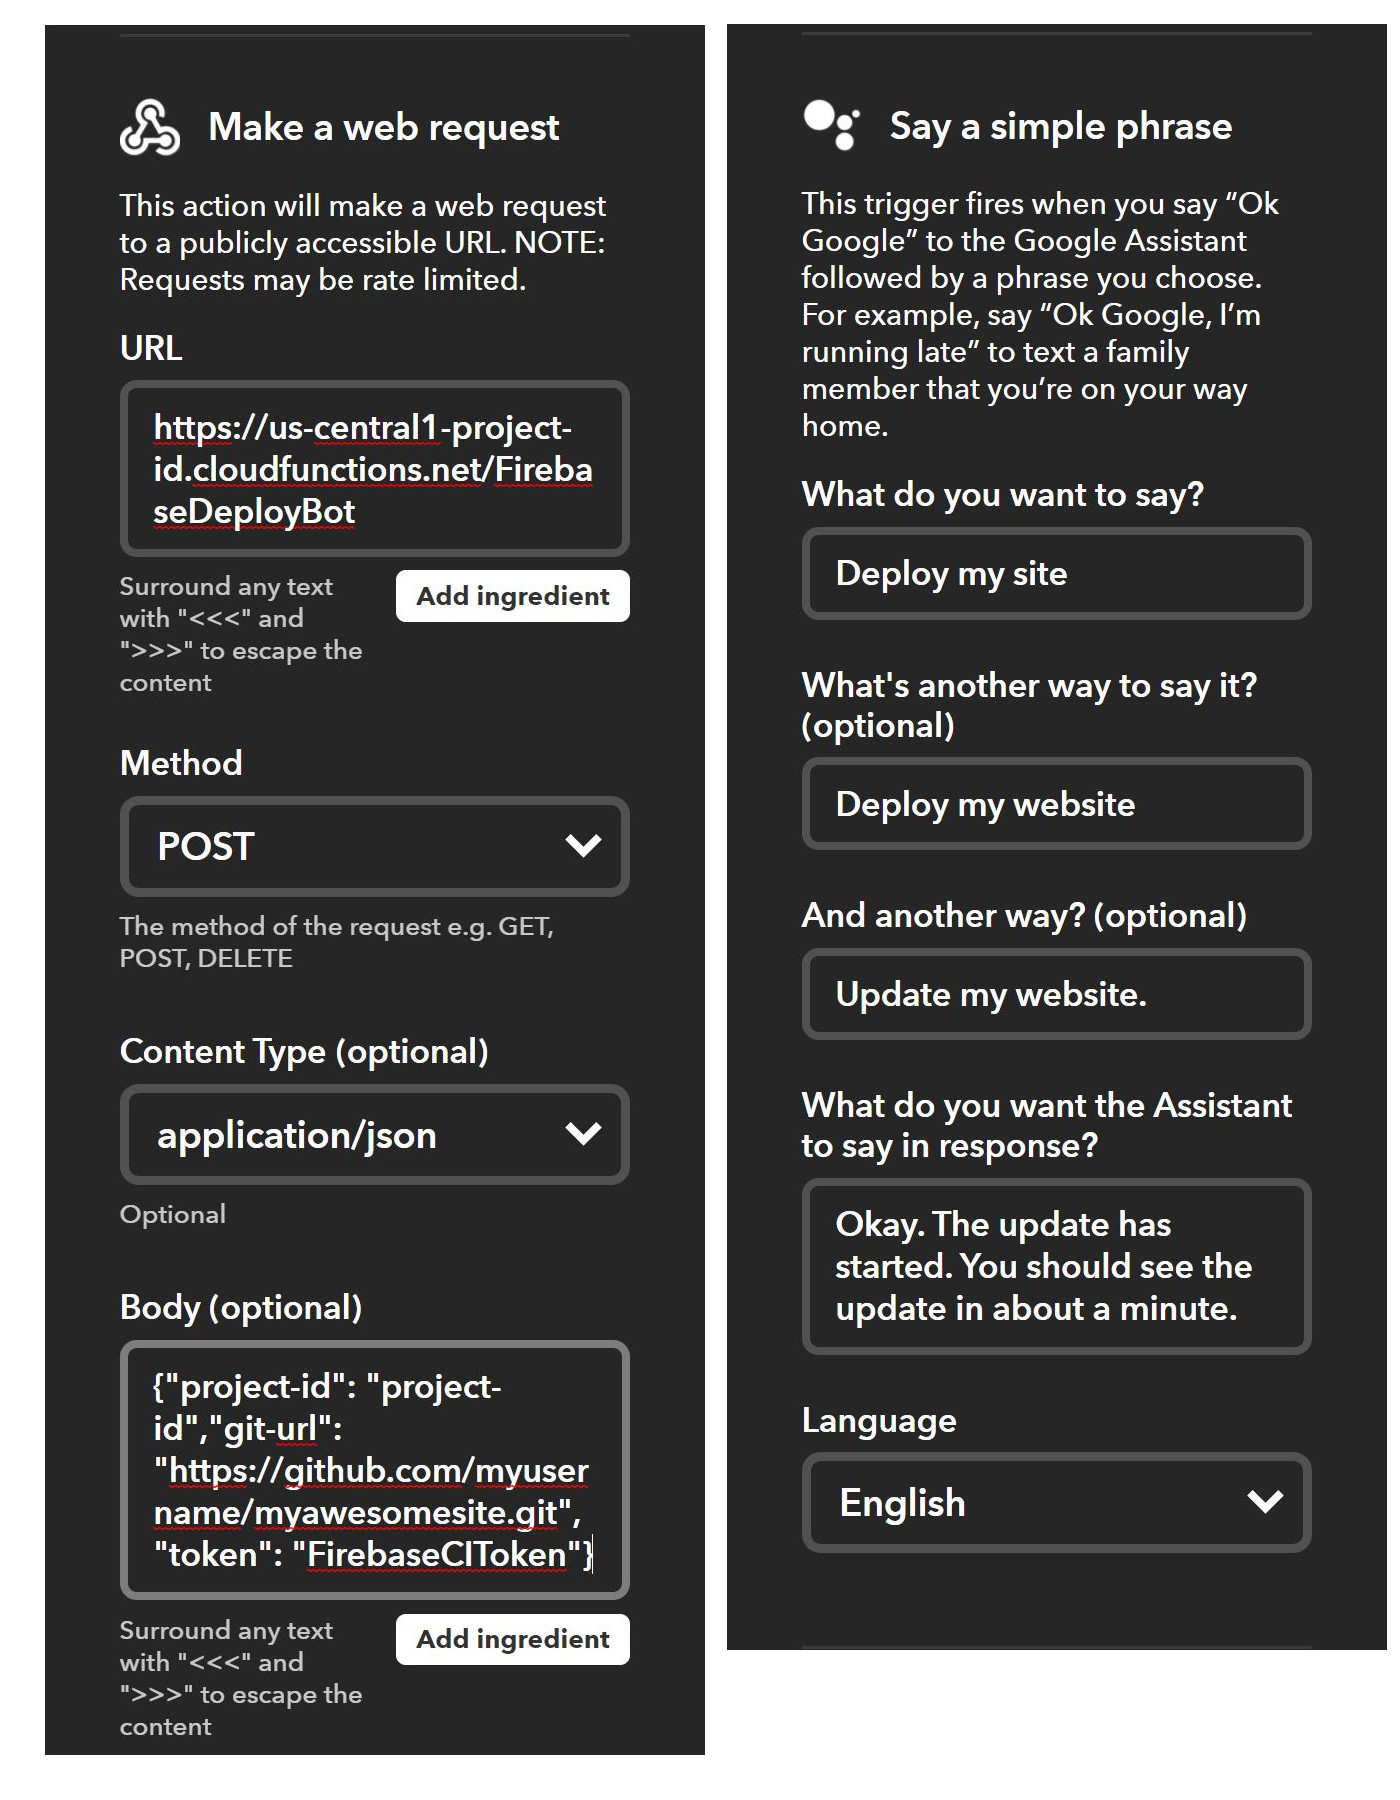 Make a web request
This action will make a web request
to a publicly accessible URL. NOTE:
Requests may be rate limited.
URL
https://us-central1-project-
id.cloudfunctions.net/Fireba
seDeployBot
Surround any text
with "<<<" and
">>>" to escape the
content
Add ingredient
Method
POST
The method of the request e.g. GET,
POST, DELETE
Content Type (optional)
application/json
Optional
Body (optional)
{"project-id": "project-
id","git-url":
"https://github.com/myuser
name/myawesomesite.git",
"token": "FirebaseCIToken"}
Surround any text
with "<<<" and
">>>" to escape the
content
Add ingredient
Say a simple phrase
This trigger fires when you say “Ok
Google” to the Google Assistant
followed by a phrase you choose.
For example, say “Ok Google, I’m
running late” to text a family
member that you’re on your way
home.
What do you want to say?
Deploy my site
What's another way to say it?
(optional)
Deploy my website
And another way? (optional)
Update my website.
What do you want the Assistant
to say in response?
Okay. The update has
started. You should see the
update in about a minute.
Language
English